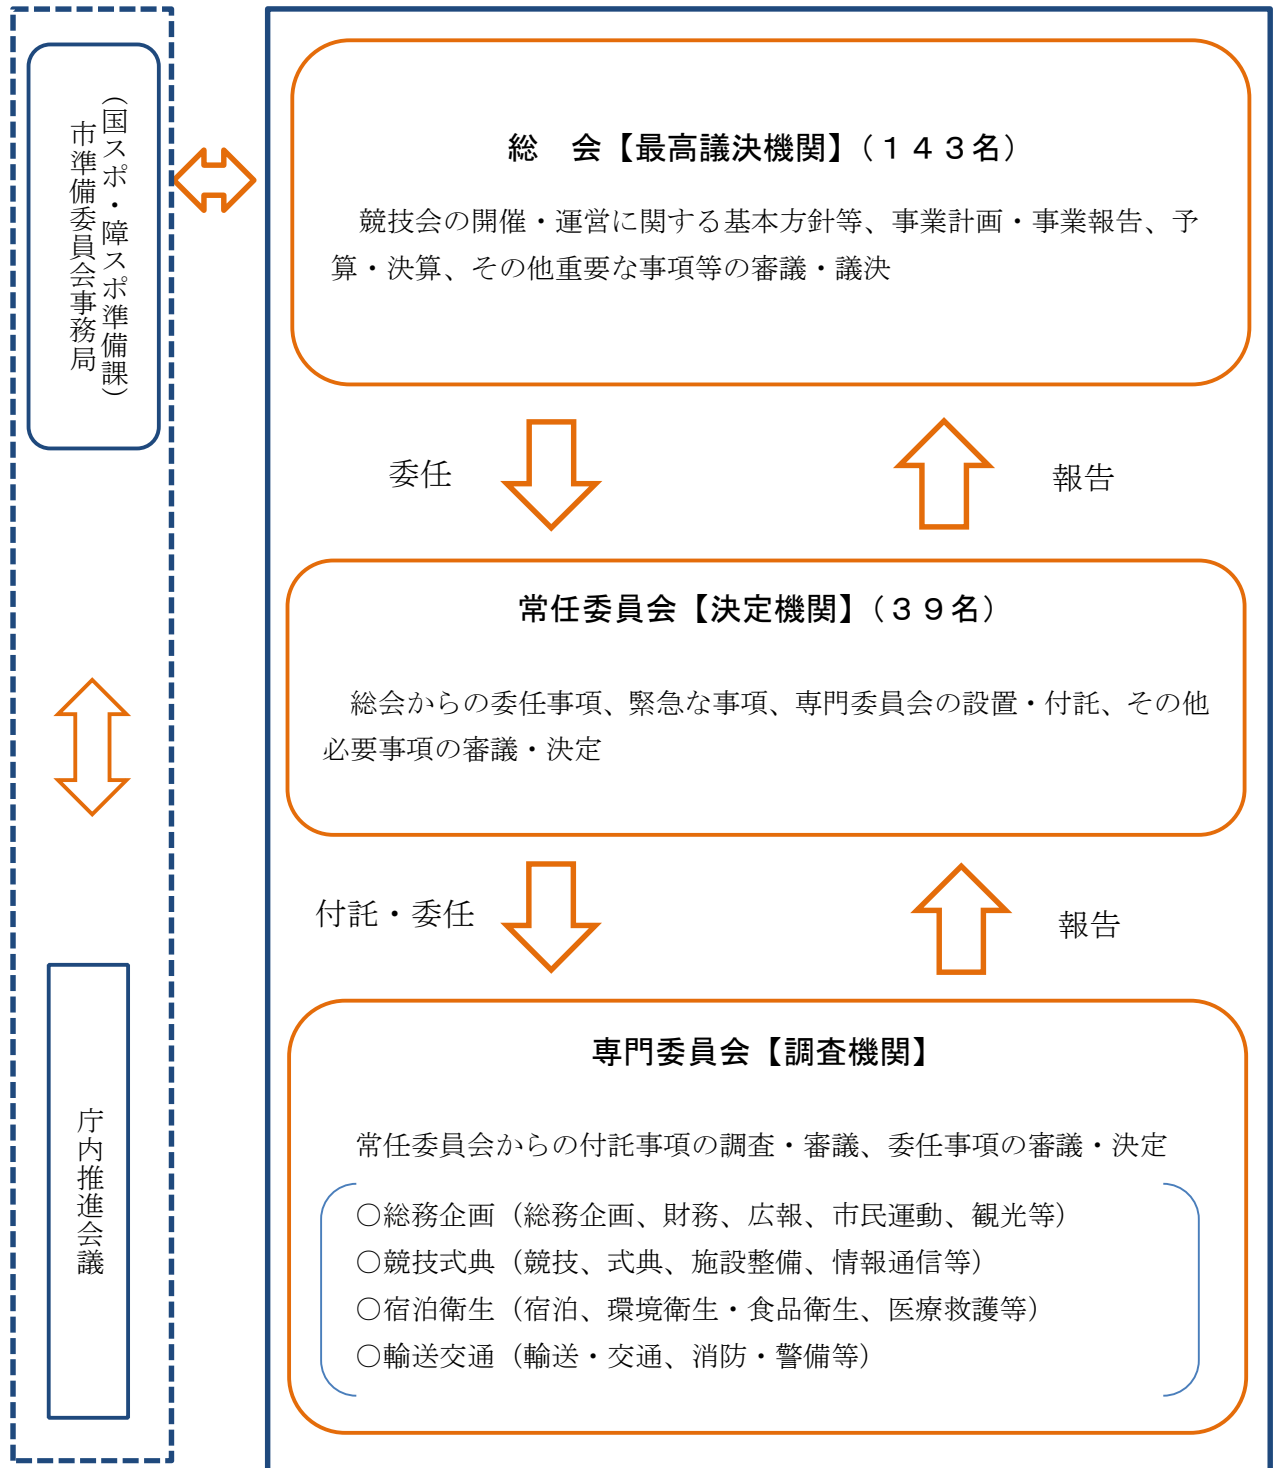 （国スポ・障スポ準備課）
市準備委員会事務局
庁内推進会議
総　会【最高議決機関】（１４３名）
競技会の開催・運営に関する基本方針等、事業計画・事業報告、予
算・決算、その他重要な事項等の審議・議決
委任
報告
常任委員会【決定機関】（３９名）
総会からの委任事項、緊急な事項、専門委員会の設置・付託、その他
必要事項の審議・決定
付託・委任
報告
専門委員会【調査機関】
常任委員会からの付託事項の調査・審議、委任事項の審議・決定
○総務企画（総務企画、財務、広報、市民運動、観光等）
○競技式典（競技、式典、施設整備、情報通信等）
○宿泊衛生（宿泊、環境衛生・食品衛生、医療救護等）
○輸送交通（輸送・交通、消防・警備等）